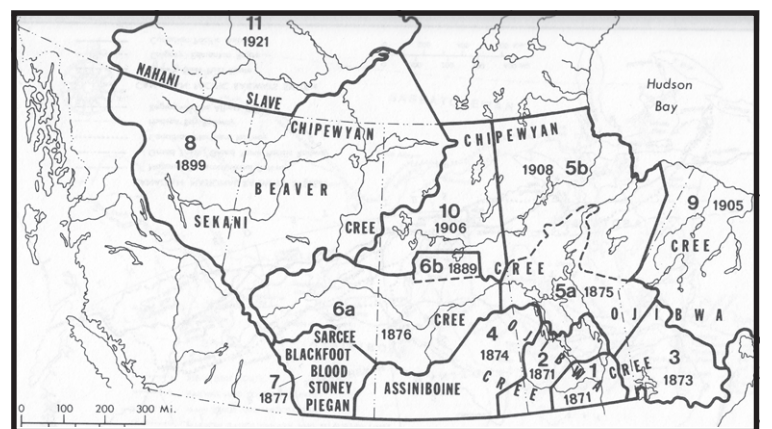 11
1921
NAHANI
SLAVE
Hudson
Bay
CHIPEWYAN
CHIPEWYAN
8
1899
1908 5b
BEAVER
9 1905
SEKANI
10
1906
CREE
CREE
6b 1889
CREE
5a 1875
6a
CREE
OJIBWA
1876
SARCEE
BLACKFOOT
BLOOD
STONEY
PIEGAN
7
1877
ASSINIBOINE
4
1874
OJIBWA
CREE
2
1871
1
1871
CREE
3
1873
0 100 200 300 Mi.